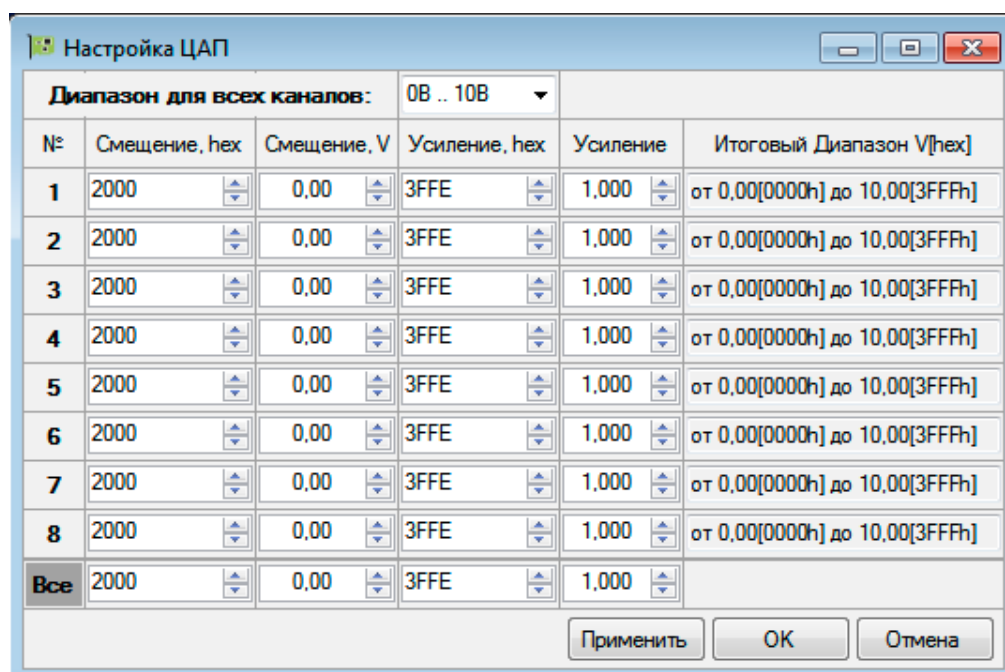 Настройка ЦАП
Диапазон для всех каналов: 0В .. 10В
№ Смещение, hex Смещение, V Усиление, hex Усиление Итоговый Диапазон V[hex]
1 2000 0,00 3FFE 1,000 от 0,00[0000h] до 10,00[3FFFh]
2 2000 0,00 3FFE 1,000 от 0,00[0000h] до 10,00[3FFFh]
3 2000 0,00 3FFE 1,000 от 0,00[0000h] до 10,00[3FFFh]
4 2000 0,00 3FFE 1,000 от 0,00[0000h] до 10,00[3FFFh]
5 2000 0,00 3FFE 1,000 от 0,00[0000h] до 10,00[3FFFh]
6 2000 0,00 3FFE 1,000 от 0,00[0000h] до 10,00[3FFFh]
7 2000 0,00 3FFE 1,000 от 0,00[0000h] до 10,00[3FFFh]
8 2000 0,00 3FFE 1,000 от 0,00[0000h] до 10,00[3FFFh]
Все 2000 0,00 3FFE 1,000
Применить OK Отмена